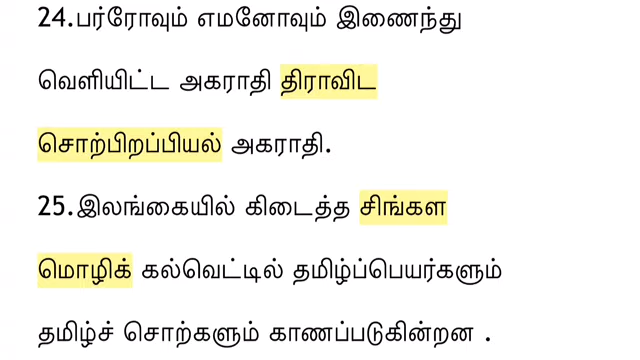 24.பர்ரோவும் எமனோவும் இணைந்து
வெளியிட்ட அகராதி திராவிட
சொற்பிறப்பியல் அகராதி.
25.இலங்கையில் கிடைத்த சிங்கள
மொழிக் கல்வெட்டில் தமிழ்ப்பெயர்களும்
தமிழ்ச் சொற்களும் காணப்படுகின்றன .